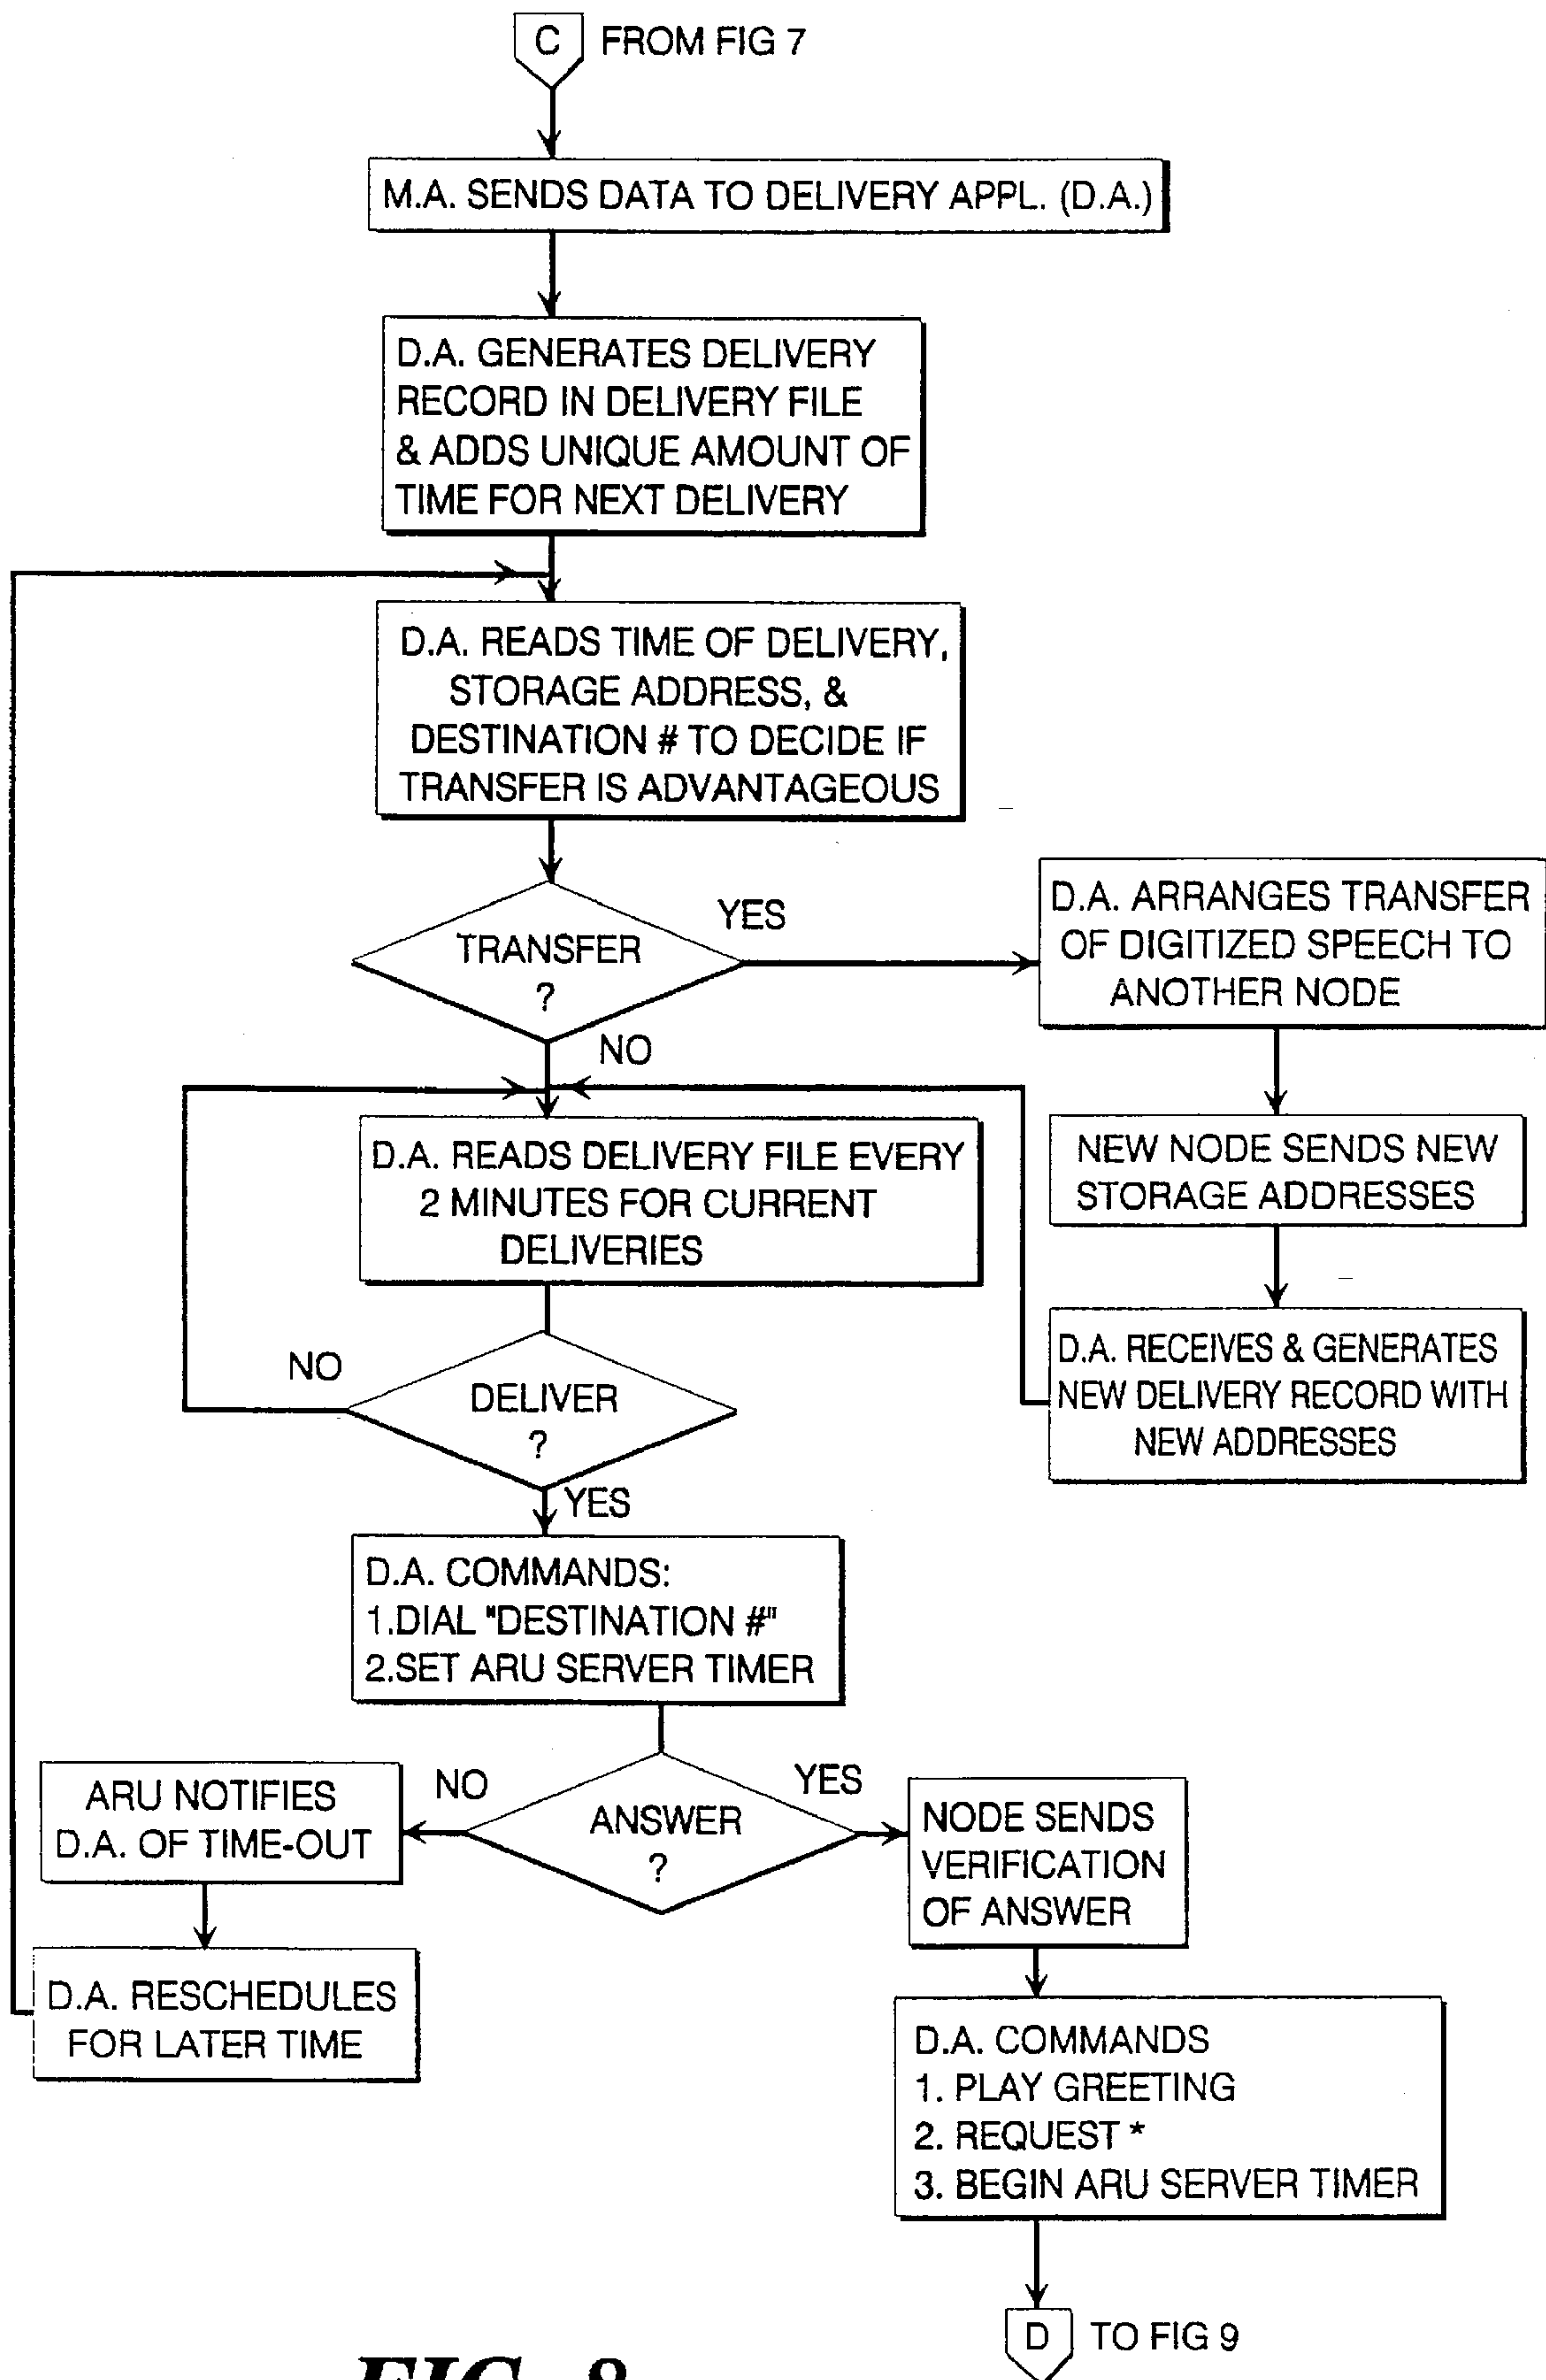 C FROM FIG 7
M.A. SENDS DATA TO DELIVERY APPL. (D.A.)
D.A. GENERATES DELIVERY
RECORD IN DELIVERY FILE
& ADDS UNIQUE AMOUNT OF
TIME FOR NEXT DELIVERY
D.A. READS TIME OF DELIVERY,
STORAGE ADDRESS, &
DESTINATION # TO DECIDE IF
TRANSFER IS ADVANTAGEOUS
TRANSFER
?
YES
NO
D.A. ARRANGES TRANSFER
OF DIGITIZED SPEECH TO
ANOTHER NODE
NEW NODE SENDS NEW
STORAGE ADDRESSES
D.A. RECEIVES & GENERATES
NEW DELIVERY RECORD WITH
NEW ADDRESSES
D.A. READS DELIVERY FILE EVERY
2 MINUTES FOR CURRENT
DELIVERIES
NO
DELIVER
?
YES
D.A. COMMANDS:
1.DIAL "DESTINATION #"
2.SET ARU SERVER TIMER
ANSWER
?
NO
ARU NOTIFIES
D.A. OF TIME-OUT
D.A. RESCHEDULES
FOR LATER TIME
YES
NODE SENDS
VERIFICATION
OF ANSWER
D.A. COMMANDS
1. PLAY GREETING
2. REQUEST *
3. BEGIN ARU SERVER TIMER
D TO FIG 9
FIG. 8